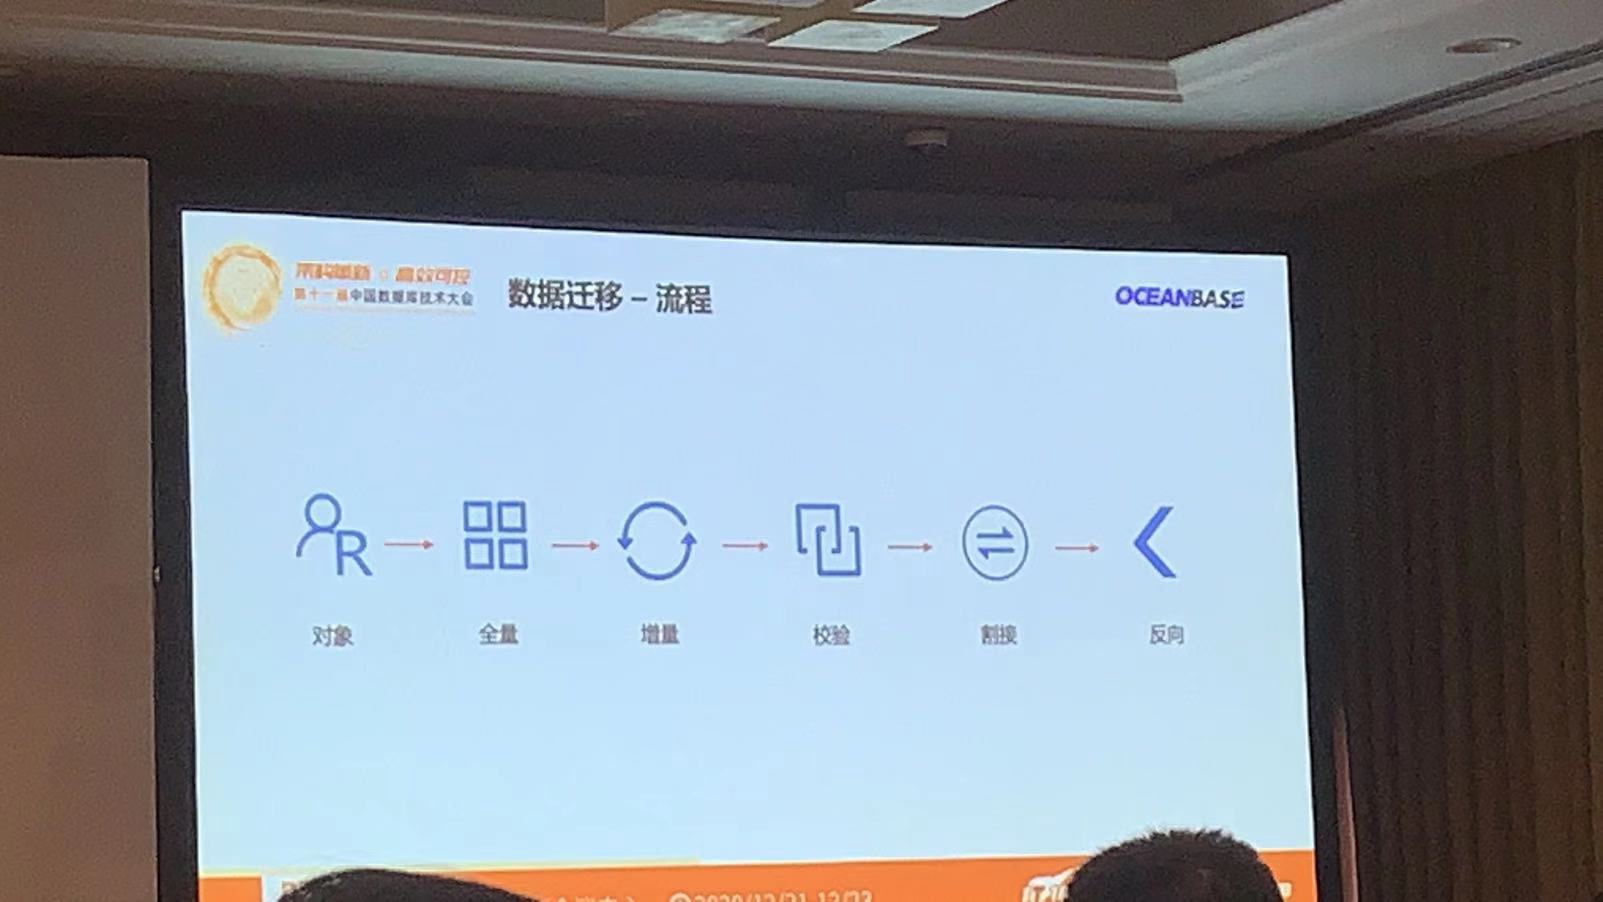 架构革新 高效可控
第十一届中国数据库技术大会
数据迁移 – 流程
OCEANBASE
R
对象
全量
增量
校验
割接
反向
2020/12/21-12/23